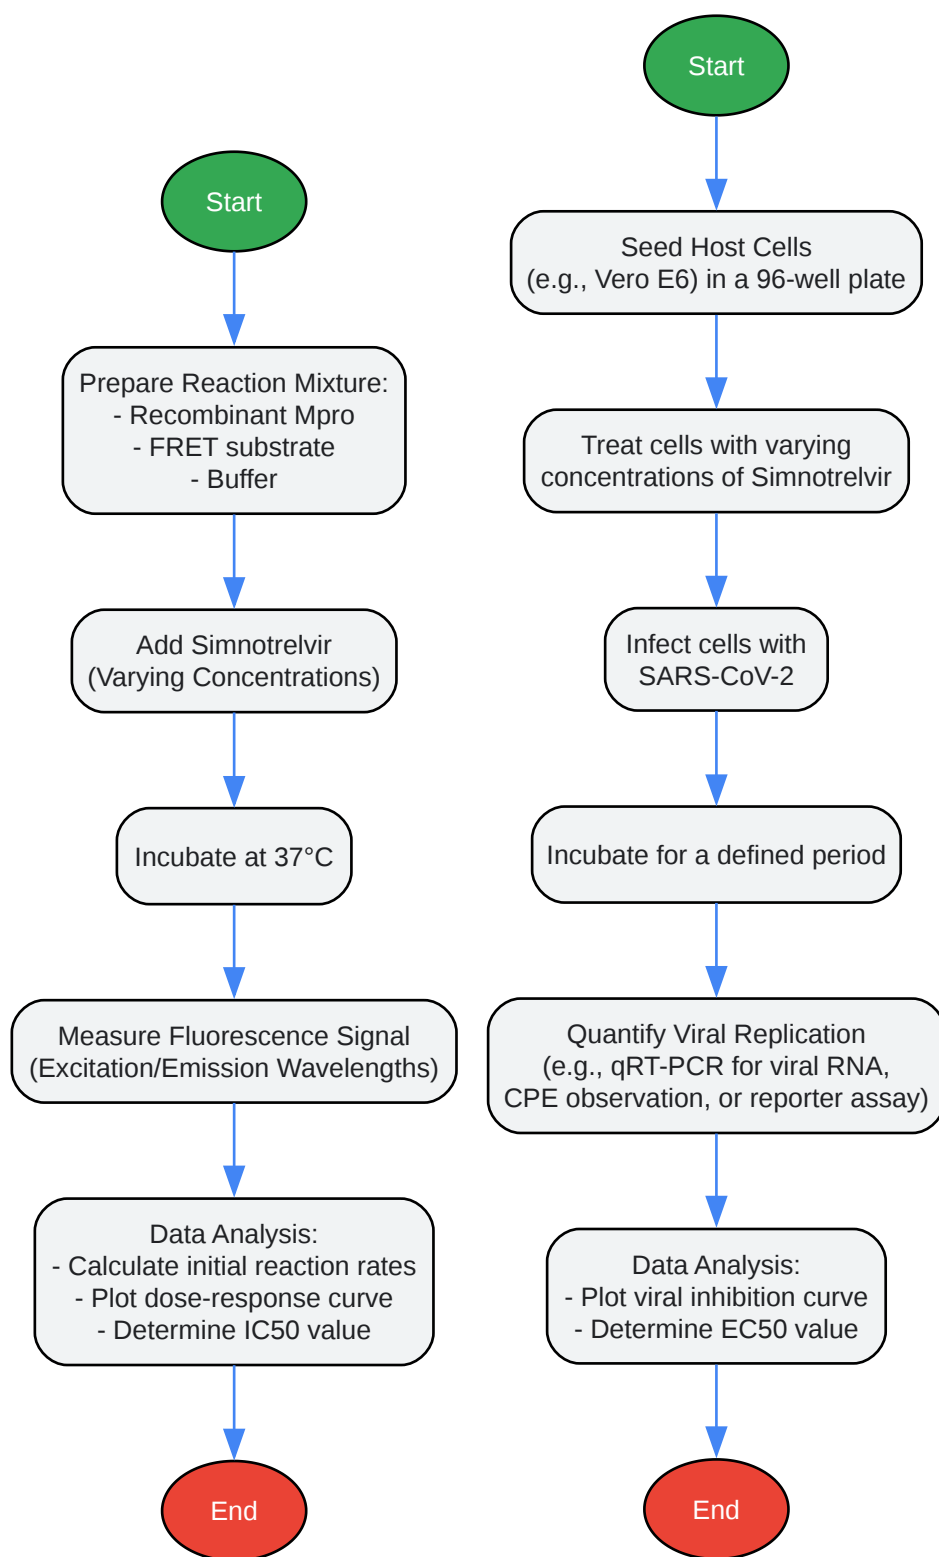 Start
Prepare Reaction Mixture:
- Recombinant Mpro
- FRET substrate
- Buffer
Add Simnotrelvir
(Varying Concentrations)
Incubate at 37°C
Measure Fluorescence Signal
(Excitation/Emission Wavelengths)
Data Analysis:
- Calculate initial reaction rates
- Plot dose-response curve
- Determine IC50 value
End
Start
Seed Host Cells
(e.g., Vero E6) in a 96-well plate
Treat cells with varying
concentrations of Simnotrelvir
Infect cells with
SARS-CoV-2
Incubate for a defined period
Quantify Viral Replication
(e.g., qRT-PCR for viral RNA,
CPE observation, or reporter assay)
Data Analysis:
- Plot viral inhibition curve
- Determine EC50 value
End